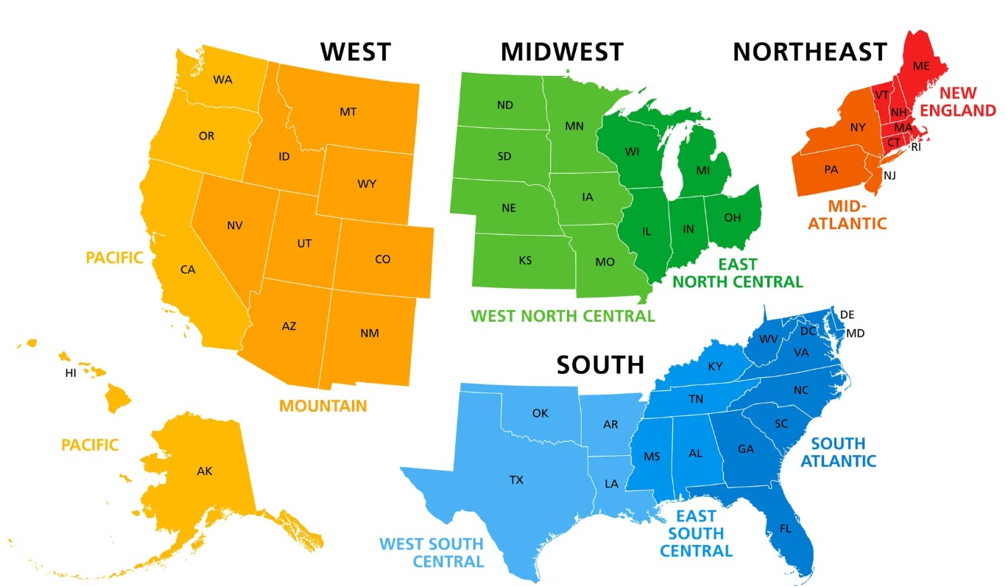 WEST
MIDWEST
NORTHEAST
WA
OR
MT
ID
WY
NV
UT
CO
CA
AZ
NM
PACIFIC
MOUNTAIN
HI
PACIFIC
AK
ND
MN
SD
NE
IA
KS
MO
WEST NORTH CENTRAL
WI
MI
IL
IN
OH
EAST
NORTH CENTRAL
ME
VT
NH
MA
CT
RI
NEW
ENGLAND
NY
PA
NJ
MID-
ATLANTIC
SOUTH
OK
AR
TX
LA
WEST SOUTH
CENTRAL
KY
TN
MS
AL
EAST
SOUTH
CENTRAL
DE
MD
DC
WV
VA
NC
SC
GA
FL
SOUTH
ATLANTIC